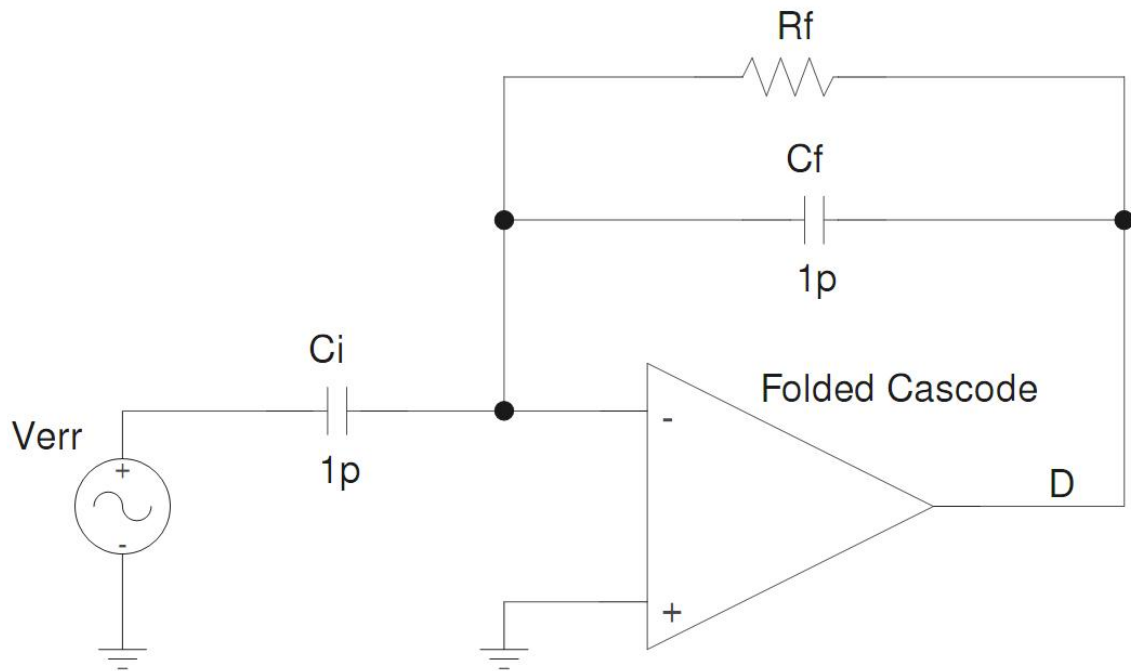 Rf
Cf
1p
Ci
1p
Verr
+
-
Folded Cascode
-
+
D